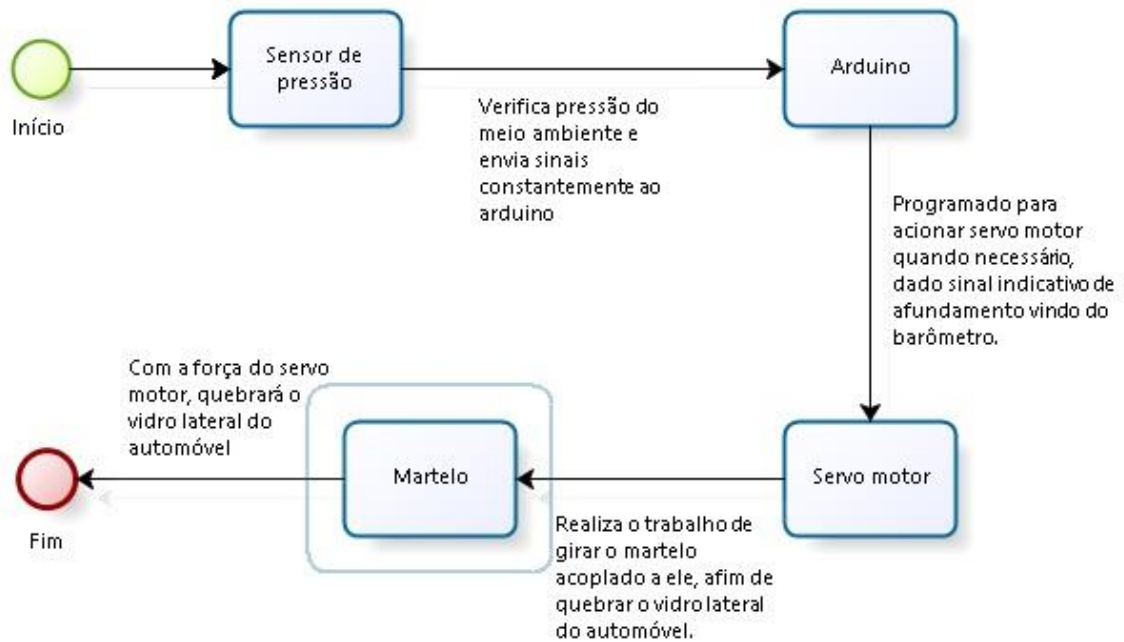 Início
Sensor de
pressão
Verifica pressão do
meio ambiente e
envia sinais
constantemente ao
arduino
Arduino
Programado para
acionar servo motor
quando necessário,
dado sinal indicativo de
afundamento vindo do
barômetro.
Servo motor
Realiza o trabalho de
girar o martelo
acoplado a ele, afim de
quebrar o vidro lateral
do automóvel.
Martelo
Com a força do servo
motor, quebrará o
vidro lateral do
automóvel
Fim